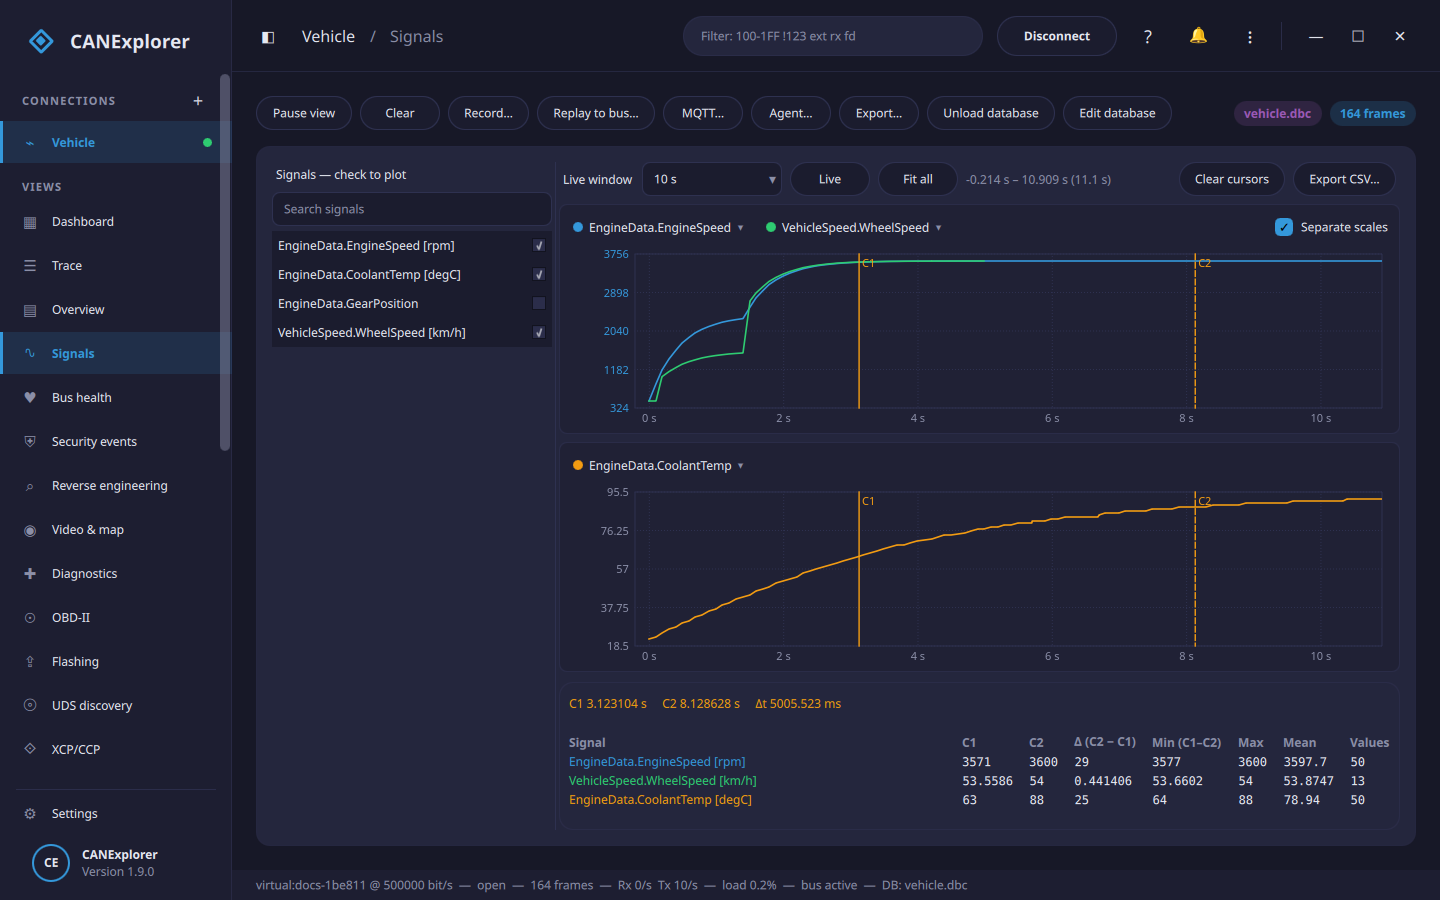 CANExplorer
CONNECTIONS +
Vehicle
VIEWS
Dashboard
Trace
Overview
Signals
Bus health
Security events
Reverse engineering
Video & map
Diagnostics
OBD-II
Flashing
UDS discovery
XCP/CCP
Settings
CE
CANExplorer
Version 1.9.0
Vehicle / Signals
Filter: 100-1FF !123 ext rx fd
Disconnect
?
Pause view
Clear
Record...
Replay to bus...
MQTT...
Agent...
Export...
Unload database
Edit database
vehicle.dbc
164 frames
Signals — check to plot
Search signals
EngineData.EngineSpeed [rpm]
EngineData.CoolantTemp [degC]
EngineData.GearPosition
VehicleSpeed.WheelSpeed [km/h]
Live window
10 s
Live
Fit all
-0.214 s – 10.909 s (11.1 s)
Clear cursors
Export CSV...
EngineData.EngineSpeed
VehicleSpeed.WheelSpeed
Separate scales
3756
2898
2040
1182
324
C1
C2
0 s 2 s 4 s 6 s 8 s 10 s
EngineData.CoolantTemp
95.5
76.25
57
37.75
18.5
C1
C2
0 s 2 s 4 s 6 s 8 s 10 s
C1 3.123104 s C2 8.128628 s Δt 5005.523 ms
Signal C1 C2 Δ (C2 − C1) Min (C1–C2) Max Mean Values
EngineData.EngineSpeed [rpm] 3571 3600 29 3577 3600 3597.7 50
VehicleSpeed.WheelSpeed [km/h] 53.5586 54 0.441406 53.6602 54 53.8747 13
EngineData.CoolantTemp [degC] 63 88 25 64 88 78.94 50
virtual:docs-1be811 @ 500000 bit/s — open — 164 frames — Rx 0/s Tx 10/s — load 0.2% — bus active — DB: vehicle.dbc